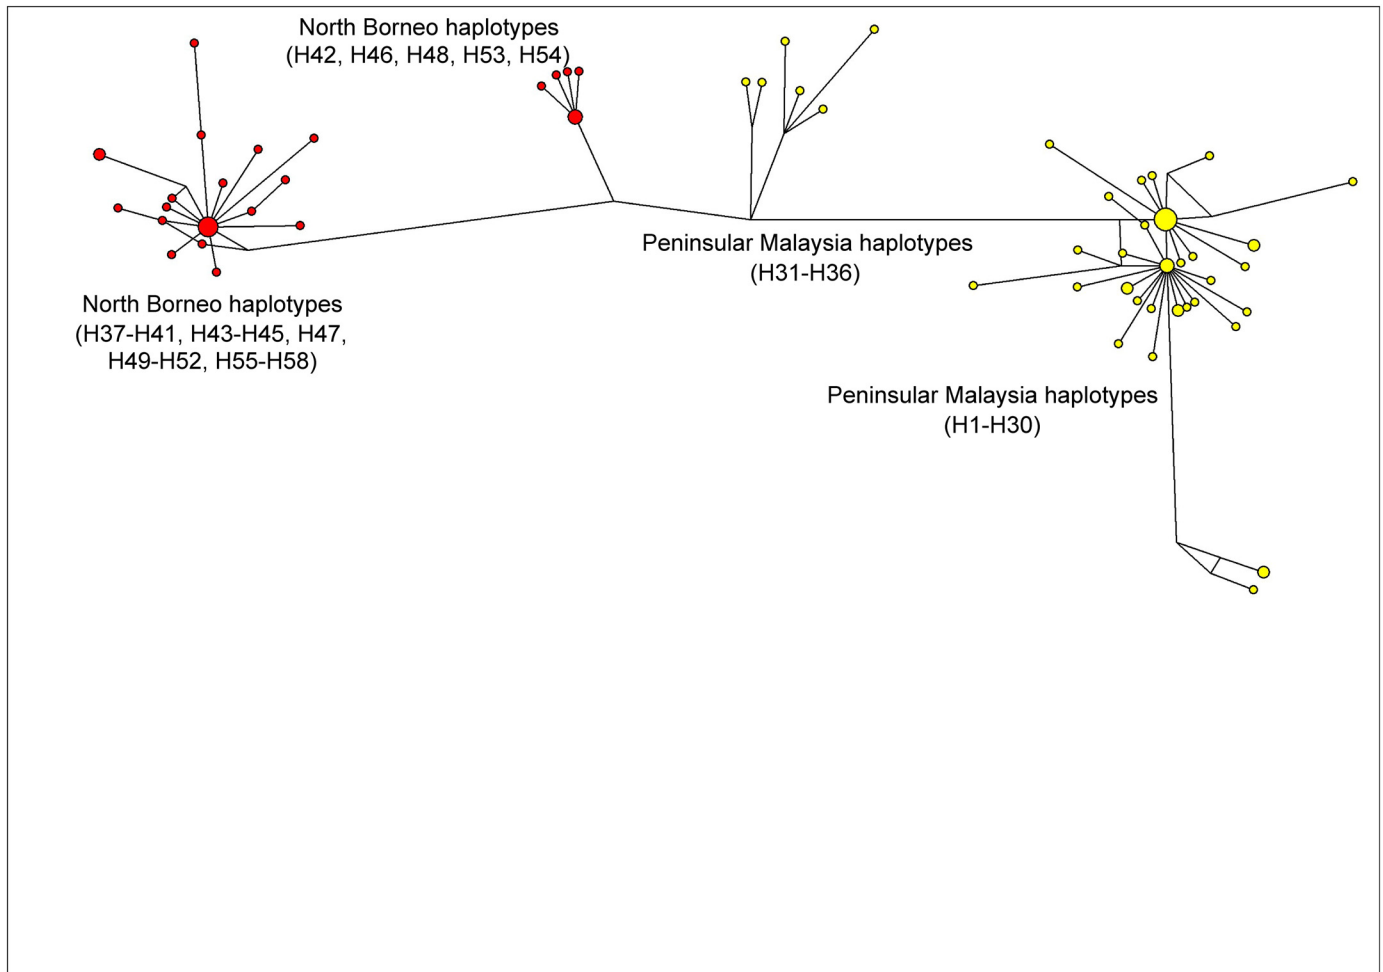 North Borneo haplotypes
(H42, H46, H48, H53, H54)
Peninsular Malaysia haplotypes
(H31-H36)
North Borneo haplotypes
(H37-H41, H43-H45, H47,
H49-H52, H55-H58)
Peninsular Malaysia haplotypes
(H1-H30)